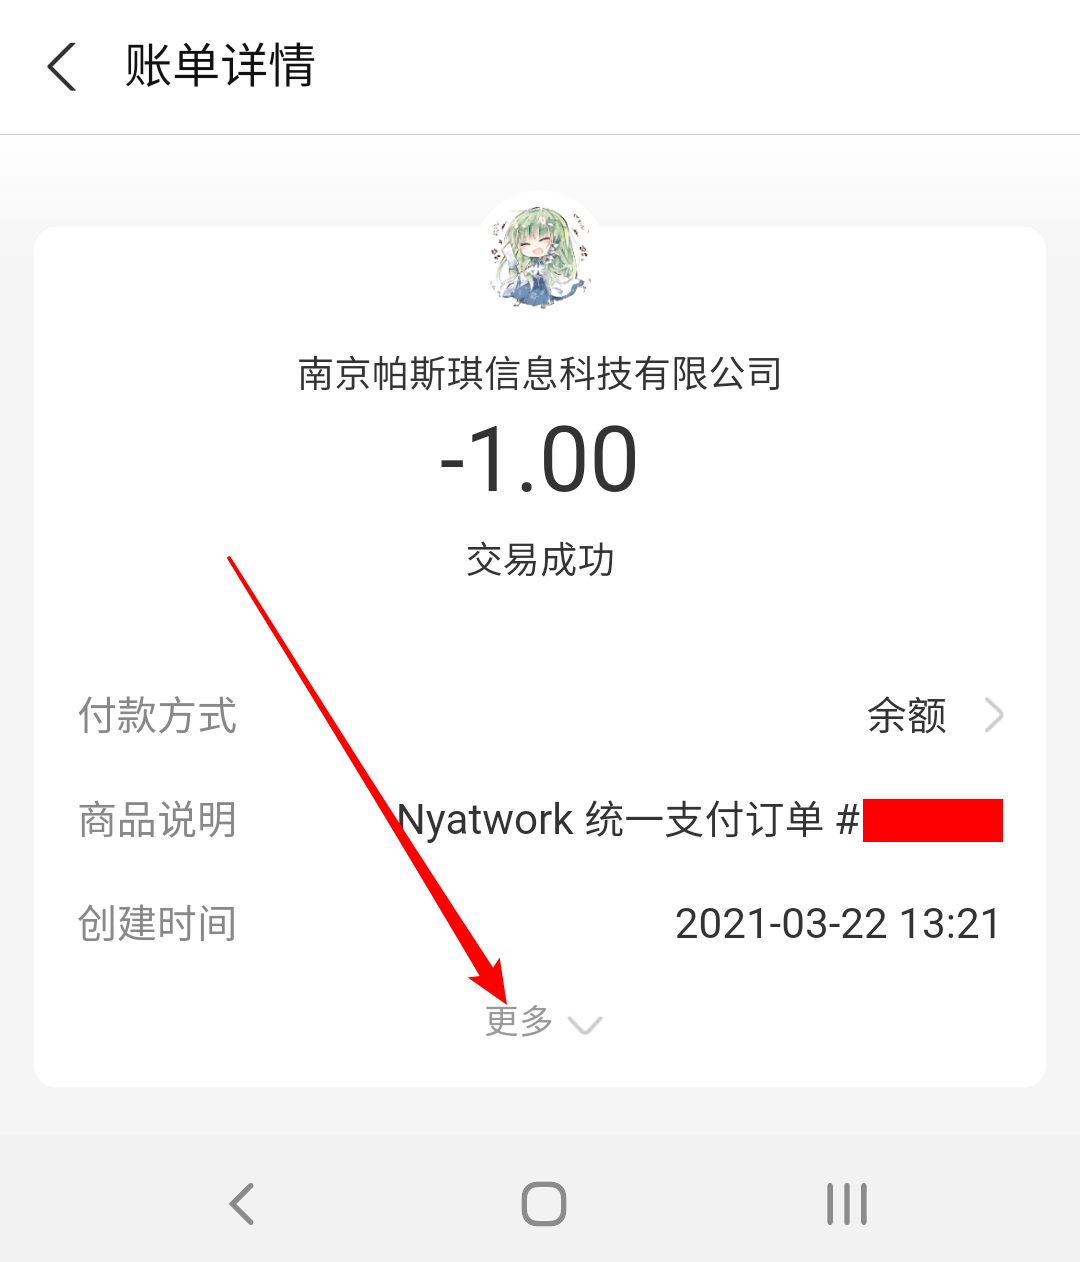 账单详情
南京帕斯琪信息科技有限公司
-1.00
交易成功
付款方式 余额
商品说明 Nyatwork 统一支付订单 #
创建时间 2021-03-22 13:21
更多